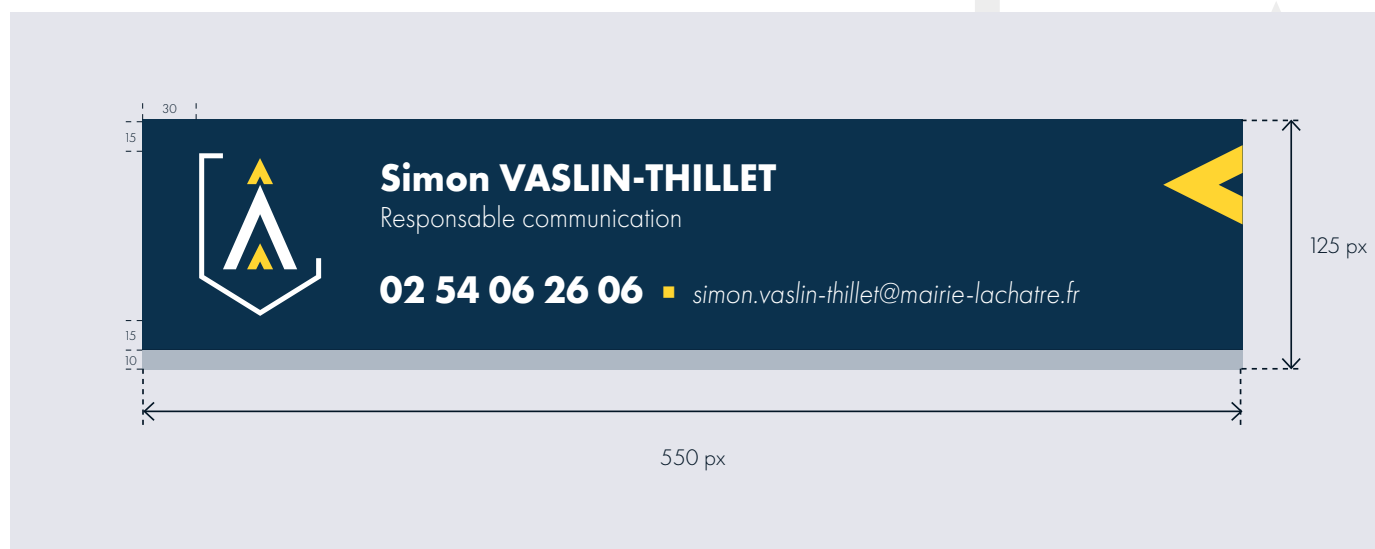 30
15
Simon VASLIN-THILLET
Responsable communication
125 px
02 54 06 26 06 ▪ simon.vaslin-thillet@mairie-lachatre.fr
15
10
550 px